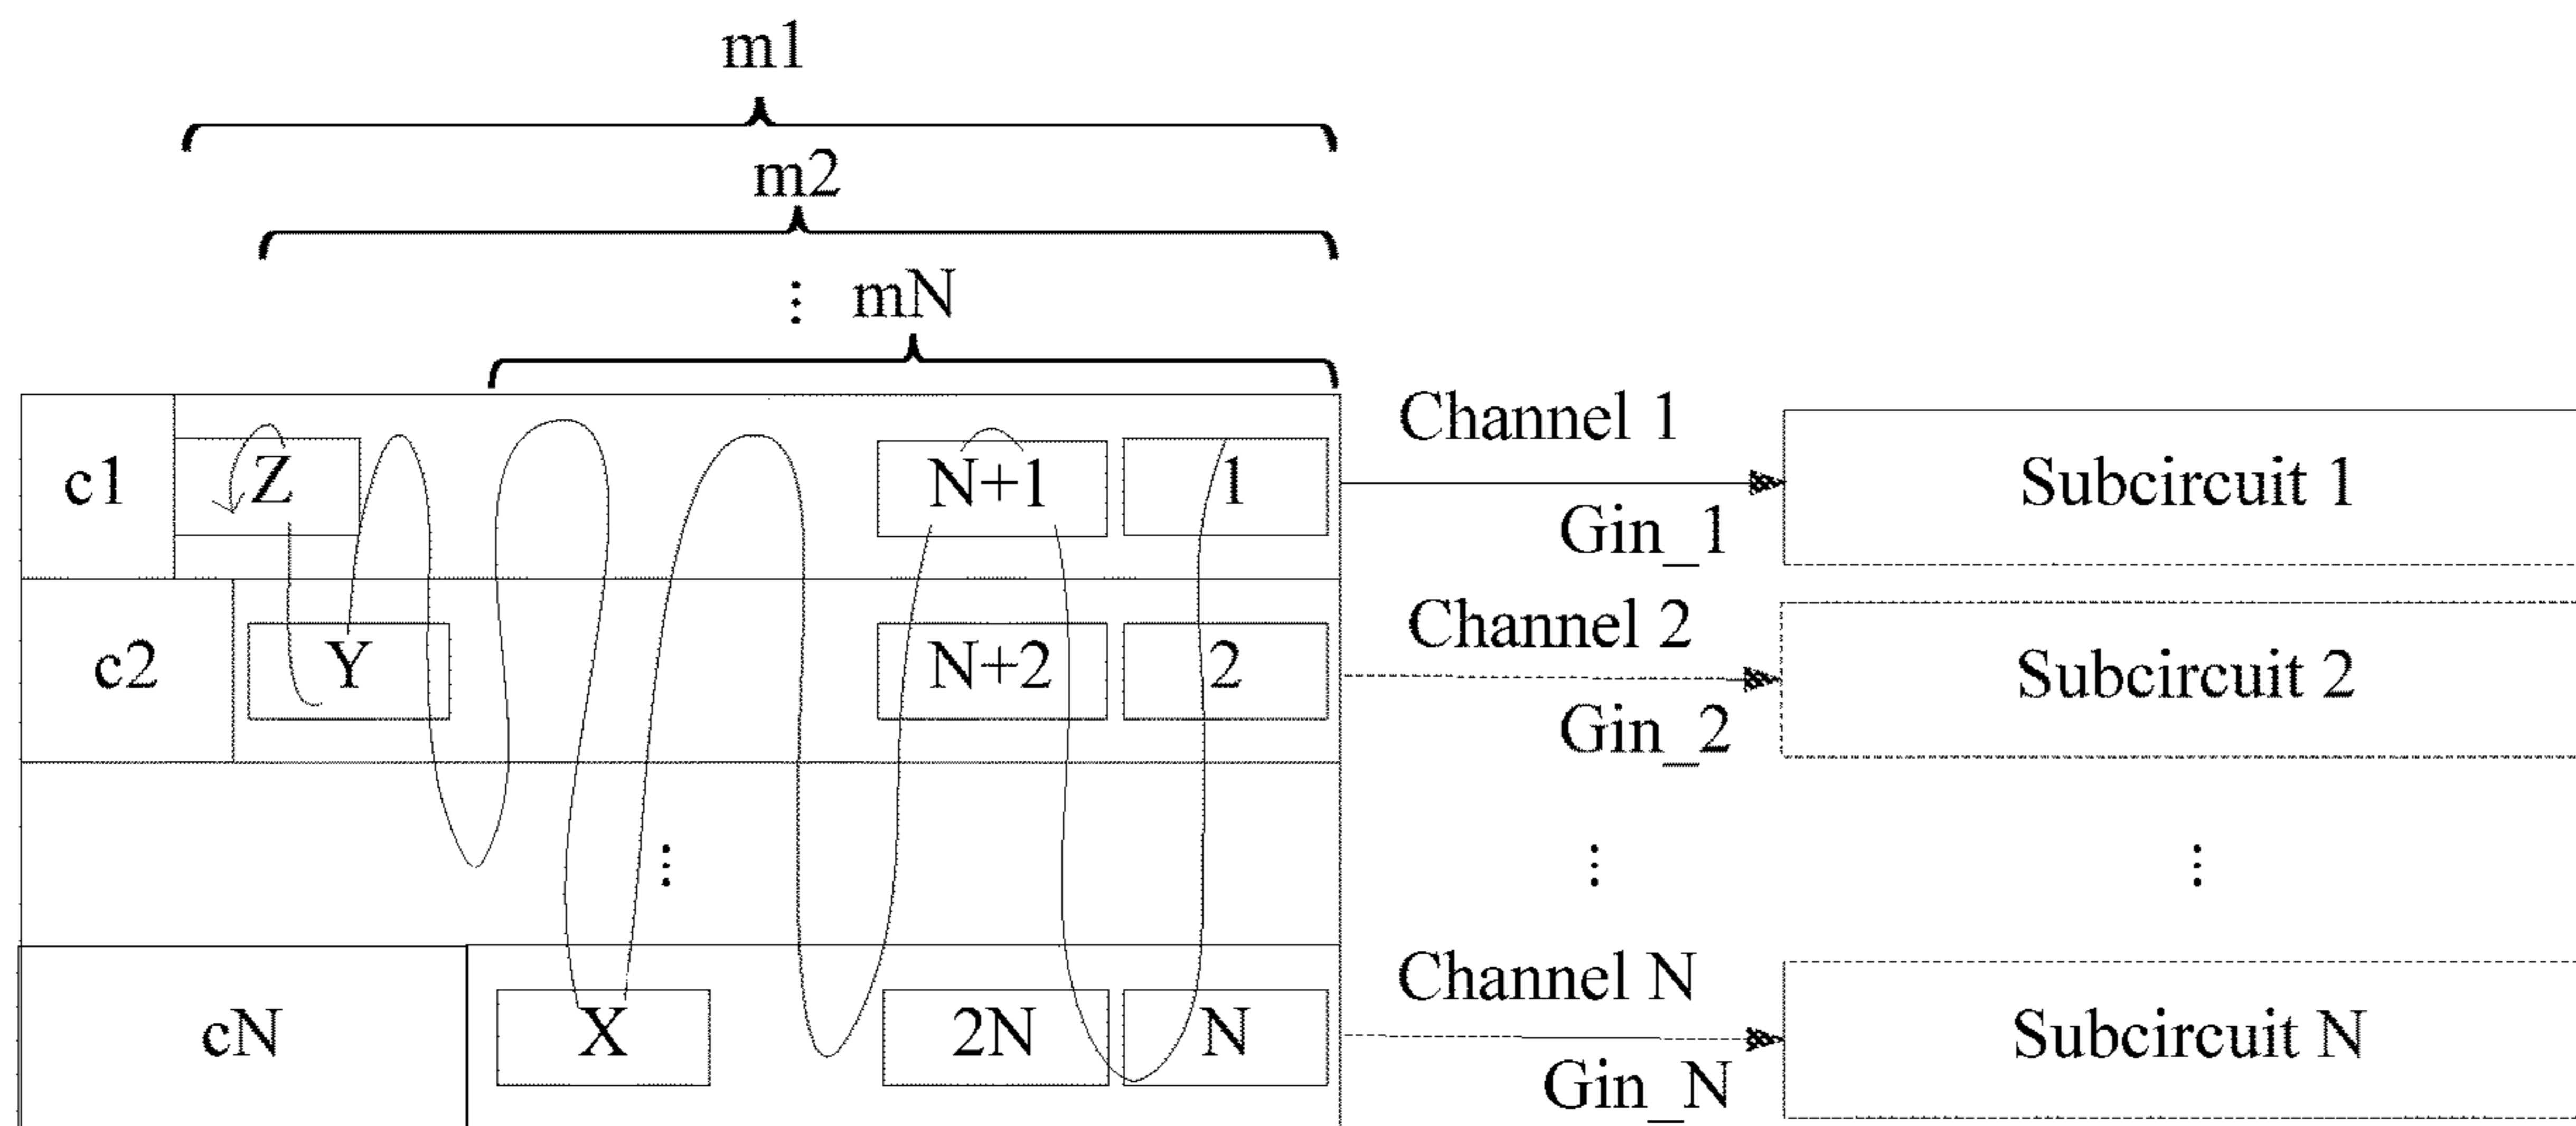 m1
m2
⋮ mN
c1 Z N+1 1 Channel 1 Gin_1 Subcircuit 1
c2 Y N+2 2 Channel 2 Gin_2 Subcircuit 2
⋮ ⋮ ⋮
cN X 2N N Channel N Gin_N Subcircuit N